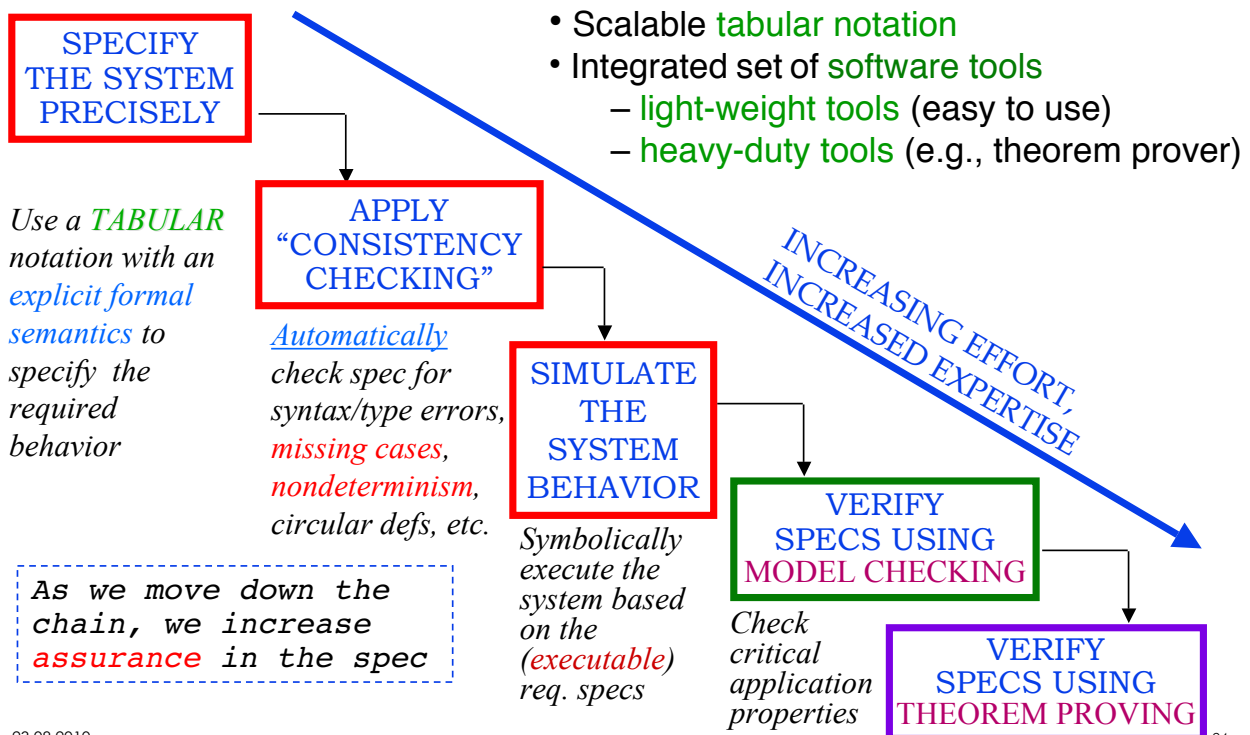 • Scalable tabular notation
• Integrated set of software tools
– light-weight tools (easy to use)
– heavy-duty tools (e.g., theorem prover)
SPECIFY
THE SYSTEM
PRECISELY
Use a TABULAR
notation with an
explicit formal
semantics to
specify the
required
behavior
APPLY
“CONSISTENCY
CHECKING”
Automatically
check spec for
syntax/type errors,
missing cases,
nondeterminism,
circular defs, etc.
INCREASING EFFORT,
INCREASED EXPERTISE
SIMULATE
THE
SYSTEM
BEHAVIOR
Symbolically
execute the
system based
on the
(executable)
req. specs
VERIFY
SPECS USING
MODEL CHECKING
Check
critical
application
properties
VERIFY
SPECS USING
THEOREM PROVING
As we move down the
chain, we increase
assurance in the spec